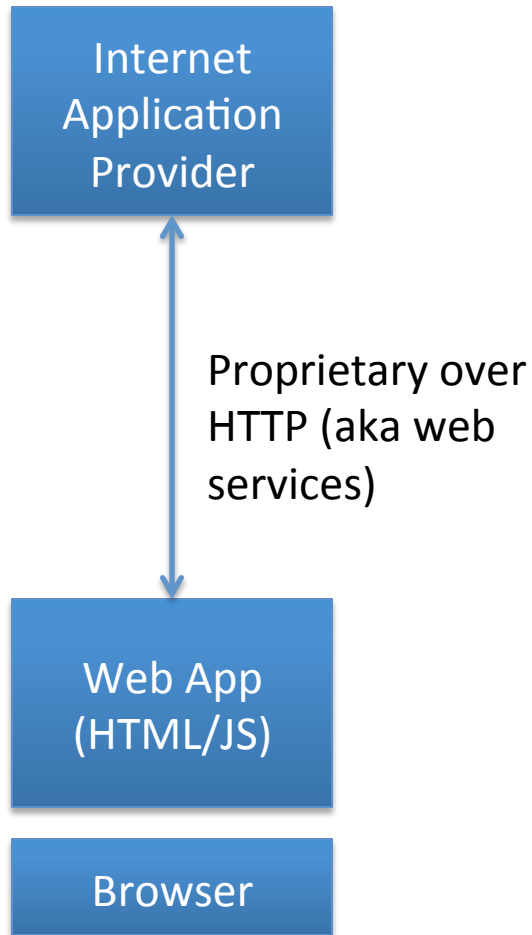 Internet
Application
Provider
Proprietary over
HTTP (aka web
services)
Web App
(HTML/JS)
Browser